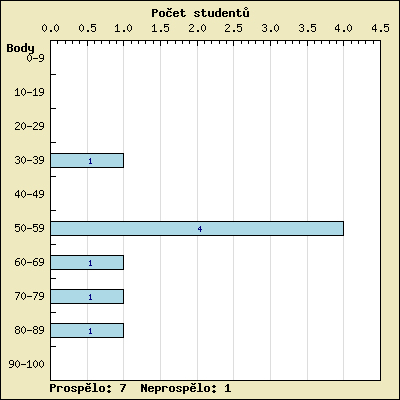 Počet studentů
0.0 0.5 1.0 1.5 2.0 2.5 3.0 3.5 4.0 4.5
Body
0-9
10-19
20-29
30-39 1
40-49
50-59 4
60-69 1
70-79 1
80-89 1
90-100
Prospělo: 7 Neprospělo: 1